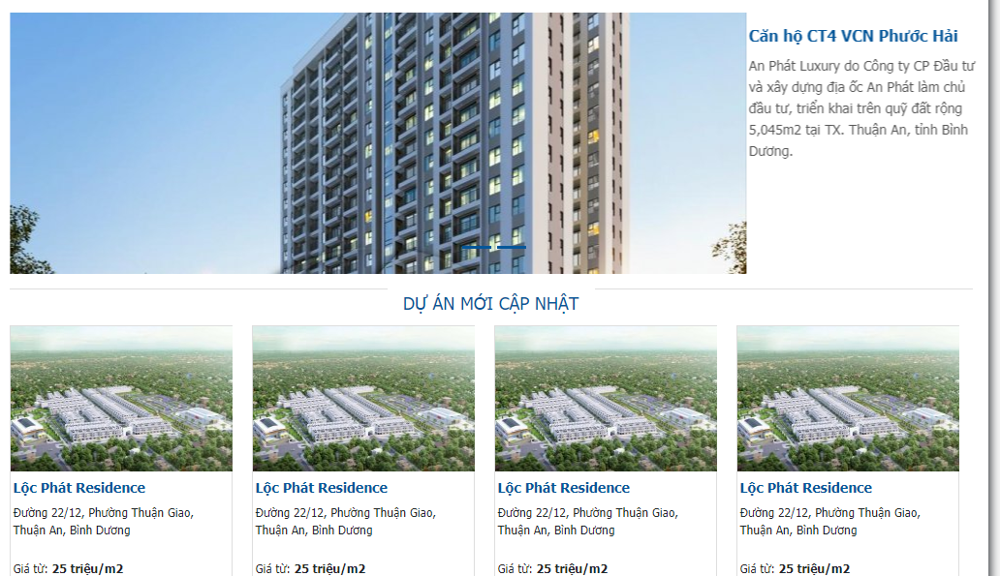 Căn hộ CT4 VCN Phước Hải
An Phát Luxury do Công ty CP Đầu tư
và xây dựng địa ốc An Phát làm chủ
đầu tư, triển khai trên quỹ đất rộng
5,045m2 tại TX. Thuận An, tỉnh Bình
Dương.
DỰ ÁN MỚI CẬP NHẬT
Lộc Phát Residence
Đường 22/12, Phường Thuận Giao,
Thuận An, Bình Dương
Giá từ: 25 triệu/m2
Lộc Phát Residence
Đường 22/12, Phường Thuận Giao,
Thuận An, Bình Dương
Giá từ: 25 triệu/m2
Lộc Phát Residence
Đường 22/12, Phường Thuận Giao,
Thuận An, Bình Dương
Giá từ: 25 triệu/m2
Lộc Phát Residence
Đường 22/12, Phường Thuận Giao,
Thuận An, Bình Dương
Giá từ: 25 triệu/m2